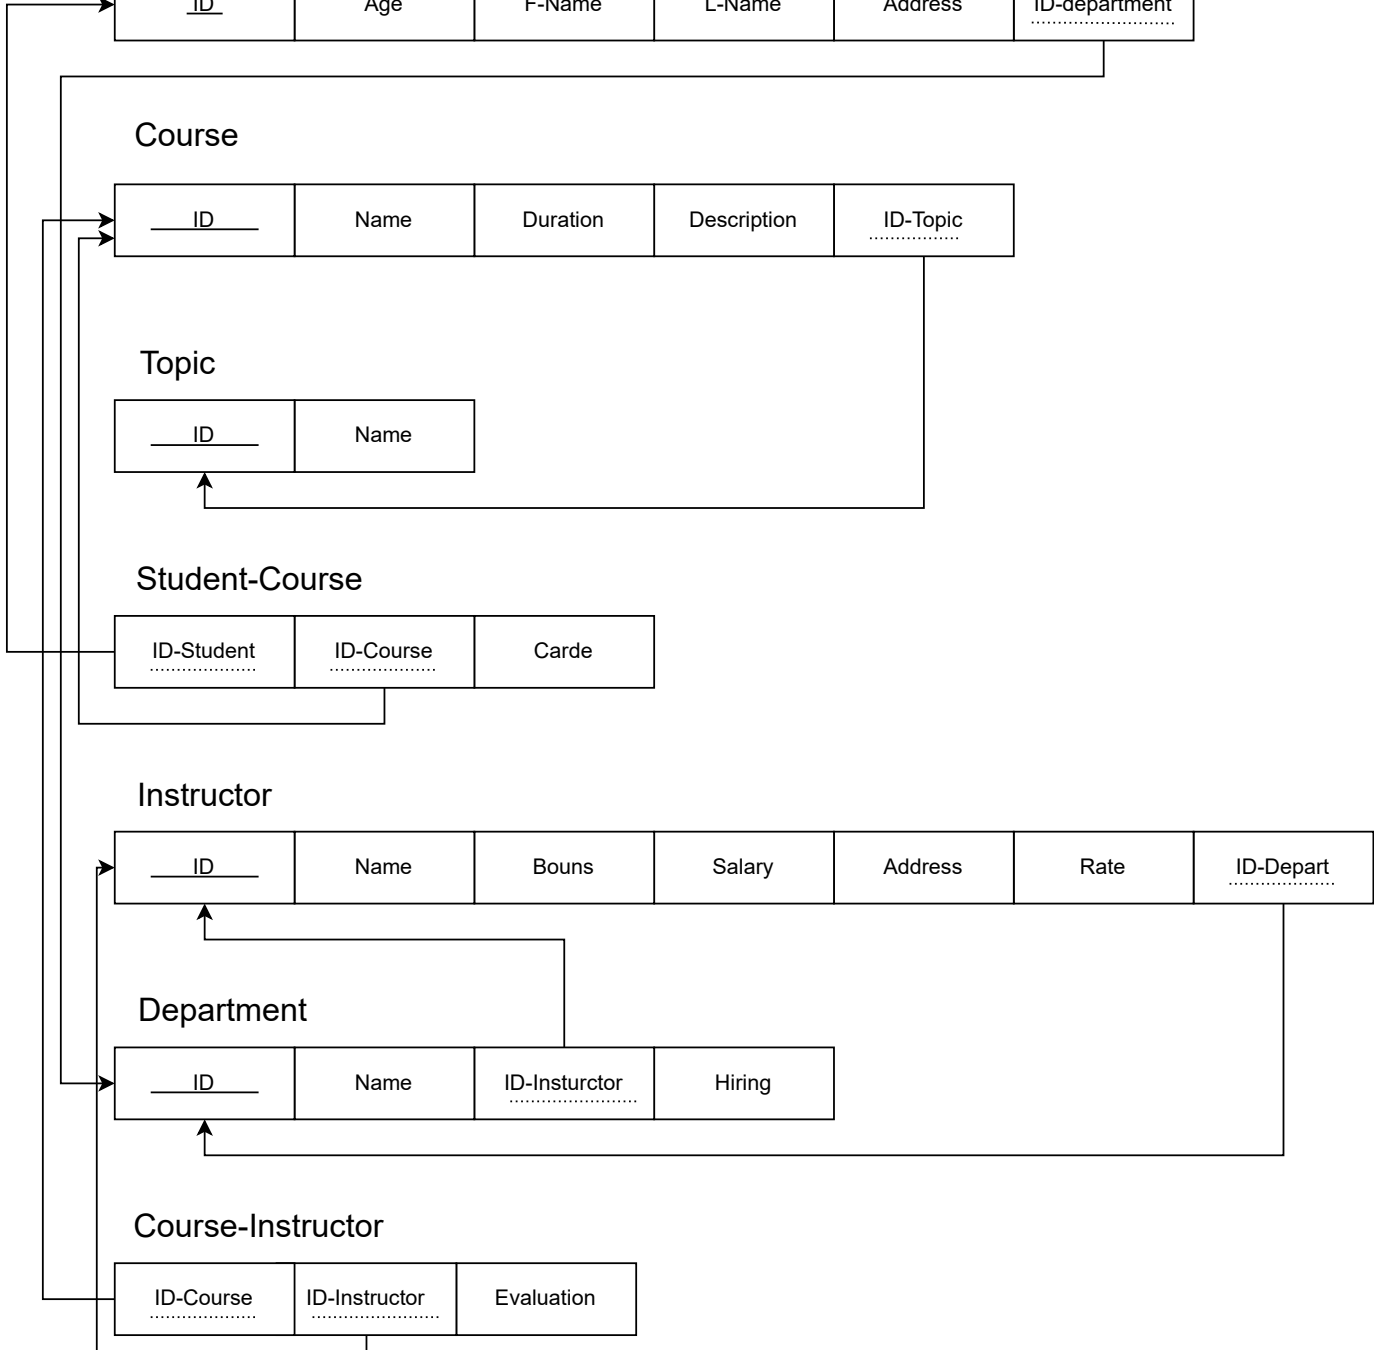 ID Age F-Name L-Name Address ID-department
Course
ID Name Duration Description ID-Topic
Topic
ID Name
Student-Course
ID-Student ID-Course Carde
Instructor
ID Name Bouns Salary Address Rate ID-Depart
Department
ID Name ID-Insturctor Hiring
Course-Instructor
ID-Course ID-Instructor Evaluation